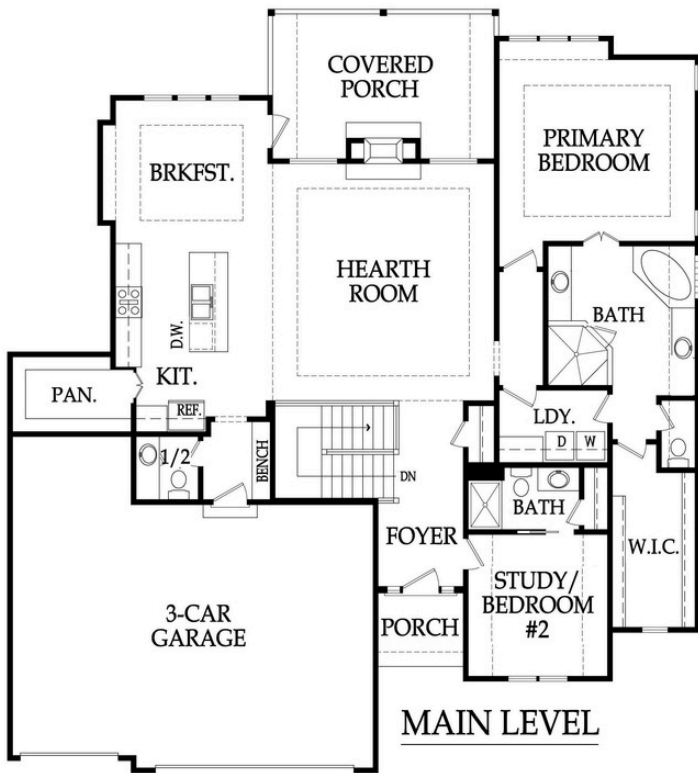 COVERED
PORCH
PRIMARY
BEDROOM
BRKFST.
HEARTH
ROOM
BATH
D.W.
KIT.
PAN.
REF.
LDY.
D
W
1/2
BENCH
DN
BATH
FOYER
W.I.C.
STUDY/
BEDROOM
#2
3-CAR
GARAGE
PORCH
MAIN LEVEL